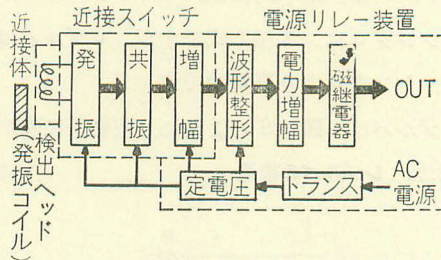 近接スイッチ
電源リレー装置
近接体
検出ヘッド
(発振コイル)
発振
共振
増幅
波形整形
電力増幅
磁継電器
OUT
定電圧
トランス
AC
電源